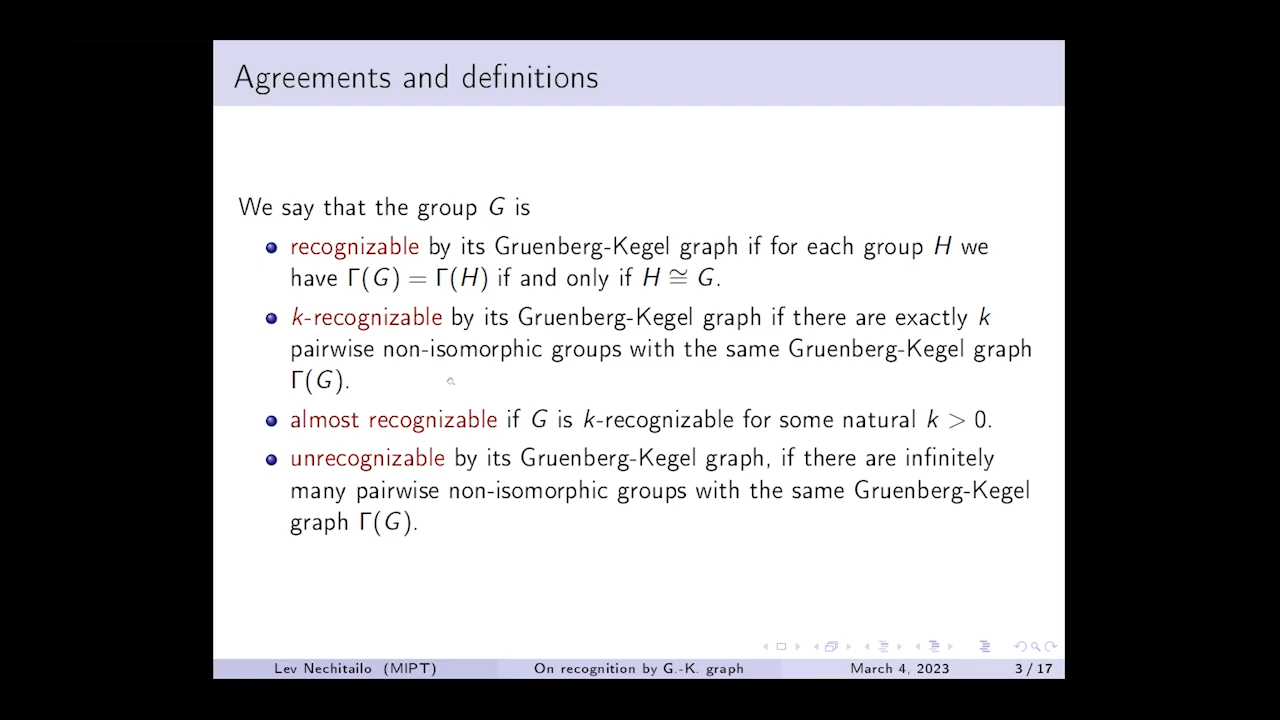 Agreements and definitions
We say that the group G is
recognizable by its Gruenberg-Kegel graph if for each group H we
have Γ(G) = Γ(H) if and only if H ≅ G.
k-recognizable by its Gruenberg-Kegel graph if there are exactly k
pairwise non-isomorphic groups with the same Gruenberg-Kegel graph
Γ(G).
almost recognizable if G is k-recognizable for some natural k > 0.
unrecognizable by its Gruenberg-Kegel graph, if there are infinitely
many pairwise non-isomorphic groups with the same Gruenberg-Kegel
graph Γ(G).
Lev Nechitailo (MIPT) On recognition by G.-K. graph March 4, 2023 3 / 17